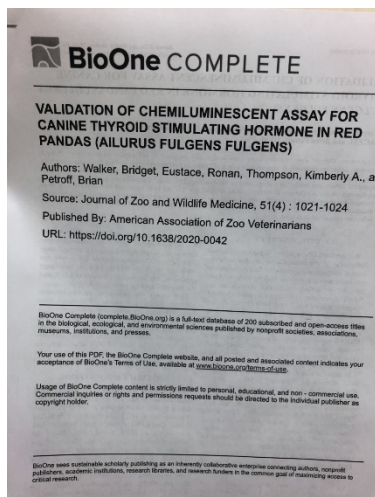 BioOne COMPLETE
VALIDATION OF CHEMILUMINESCENT ASSAY FOR
CANINE THYROID STIMULATING HORMONE IN RED
PANDAS (AILURUS FULGENS FULGENS)
Authors: Walker, Bridget, Eustace, Ronan, Thompson, Kimberly A., a
Petroff, Brian
Source: Journal of Zoo and Wildlife Medicine, 51(4) : 1021-1024
Published By: American Association of Zoo Veterinarians
URL: https://doi.org/10.1638/2020-0042
BioOne Complete (complete.BioOne.org) is a full-text database of 200 subscribed and open-access titles
in the biological, ecological, and environmental sciences published by nonprofit societies, associations,
museums, institutions, and presses.
Your use of this PDF, the BioOne Complete website, and all posted and associated content indicates your
acceptance of BioOne's Terms of Use, available at www.bioone.org/terms-of-use.
Usage of BioOne Complete content is strictly limited to personal, educational, and non - commercial use.
Commercial inquiries or rights and permissions requests should be directed to the individual publisher as
copyright holder.
BioOne sees sustainable scholarly publishing as an inherently collaborative enterprise connecting authors, nonprofit
publishers, academic institutions, research libraries, and research funders in the common goal of maximizing access to
critical research.